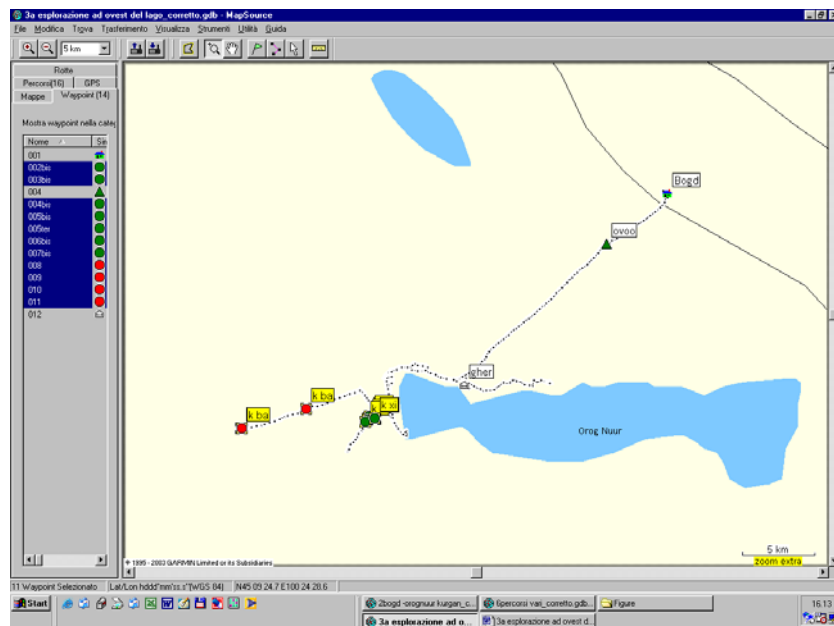 3a esplorazione ad ovest del lago_corretto.gdb - MapSource
File Modifica Trova Trasferimento Visualizza Strumenti Utilità Guida
5 km
Rotte
Percorsi(16) GPS
Mappe Waypoint (14)
Mostra waypoint nella categ
Nome Sim
001
002bis
003bis
004
004bis
005bis
005ter
006bis
007bis
008
009
010
011
012
Bogd
ovoo
gher
k ba
k ba
k
k xi
Orog Nuur
5 km
zoom extra
© 1995 - 2003 GARMIN Limited or its Subsidiaries
11 Waypoint Selezionato Lat/Lon hddd°mm'ss.s"(WGS 84) N45 09 24.7 E100 24 28.6
Start
2bogd -orognuur kurgan_c...
6percorsi vari_corretto.gdb...
Figure
16.13
3a esplorazione ad o...
3a esplorazione ad ovest d...